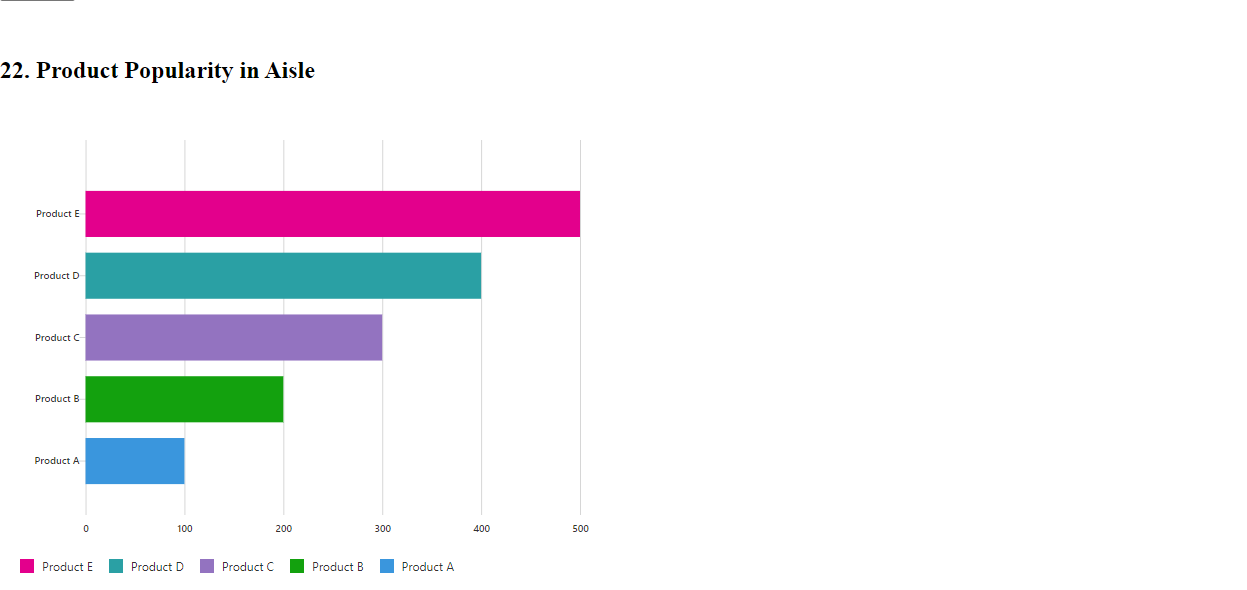 22. Product Popularity in Aisle
Product E
Product D
Product C
Product B
Product A
0 100 200 300 400 500
Product E Product D Product C Product B Product A